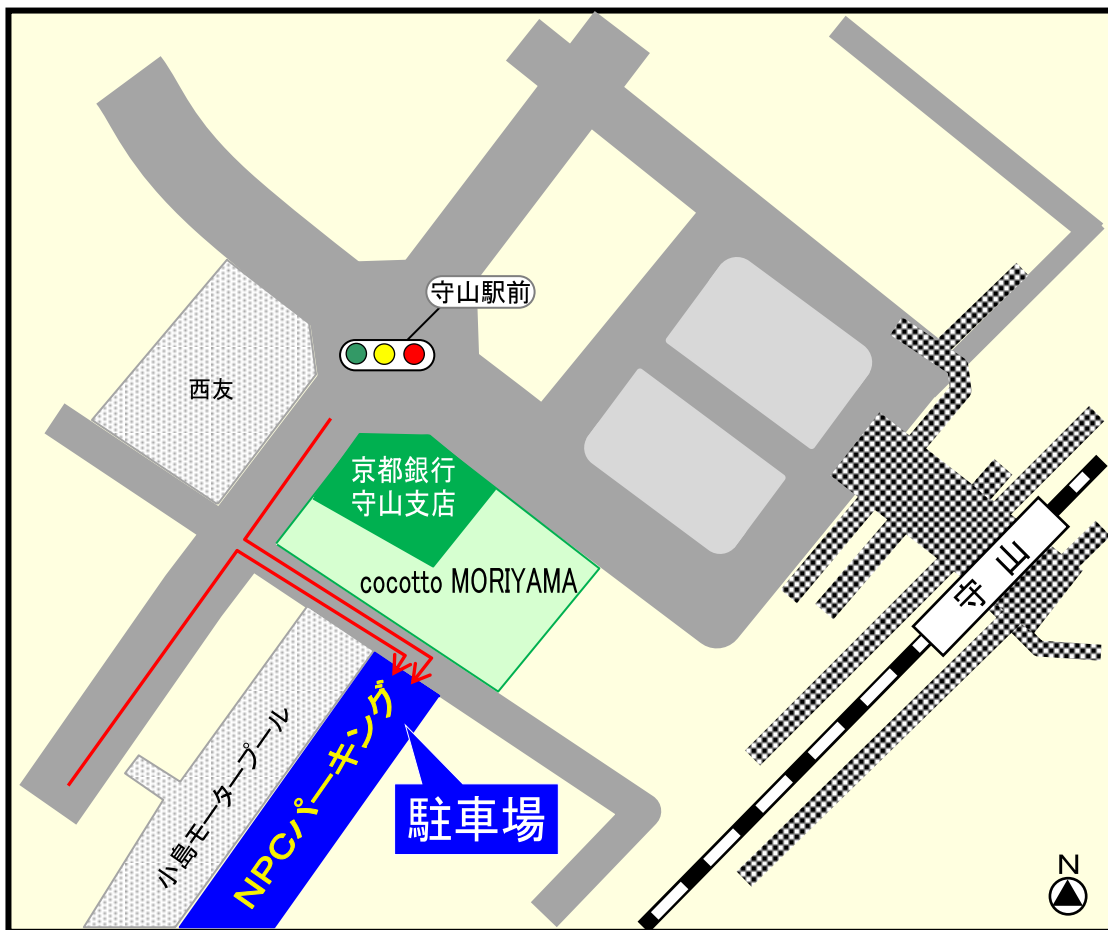 守山駅前
西友
京都銀行
守山支店
cocotto MORIYAMA
守山
小島モータープール
NPCパーキング
駐車場
N